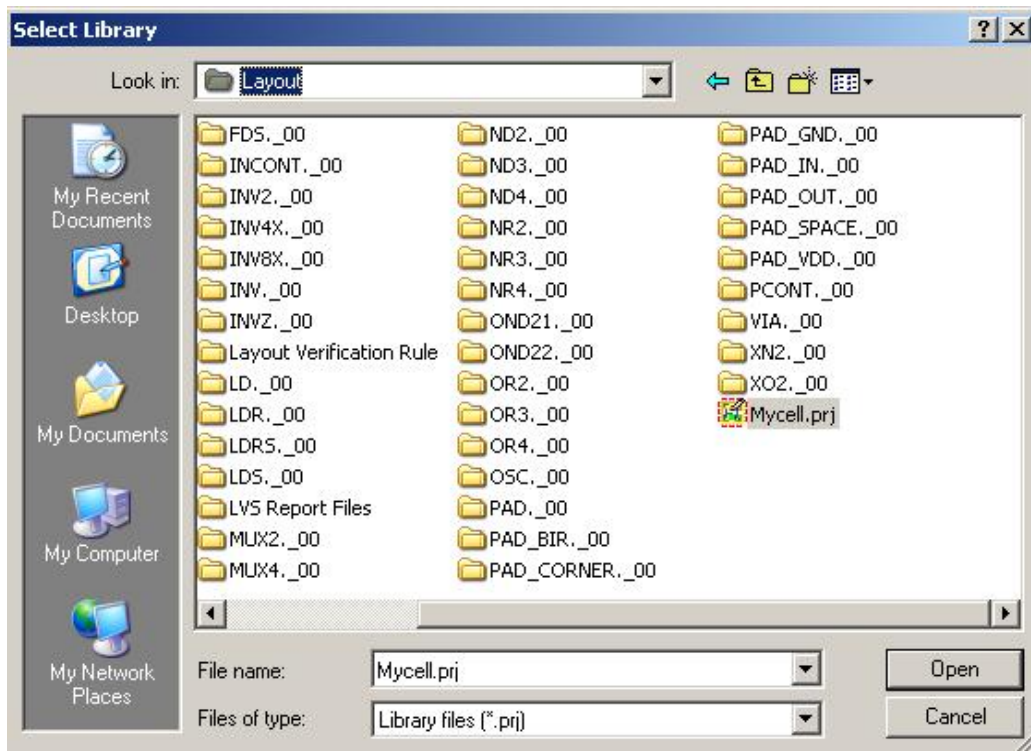 Select Library
Look in: Layout
My Recent
Documents
Desktop
My Documents
My Computer
My Network
Places
FDS._00
INCONT._00
INV2._00
INV4X._00
INV8X._00
INV._00
INVZ._00
Layout Verification Rule
LD._00
LDR._00
LDRS._00
LDS._00
LVS Report Files
MUX2._00
MUX4._00
ND2._00
ND3._00
ND4._00
NR2._00
NR3._00
NR4._00
OND21._00
OND22._00
OR2._00
OR3._00
OR4._00
OSC._00
PAD._00
PAD_BIR._00
PAD_CORNER._00
PAD_GND._00
PAD_IN._00
PAD_OUT._00
PAD_SPACE._00
PAD_VDD._00
PCONT._00
VIA._00
XN2._00
XO2._00
Mycell.prj
File name: Mycell.prj Open
Files of type: Library files (*.prj) Cancel